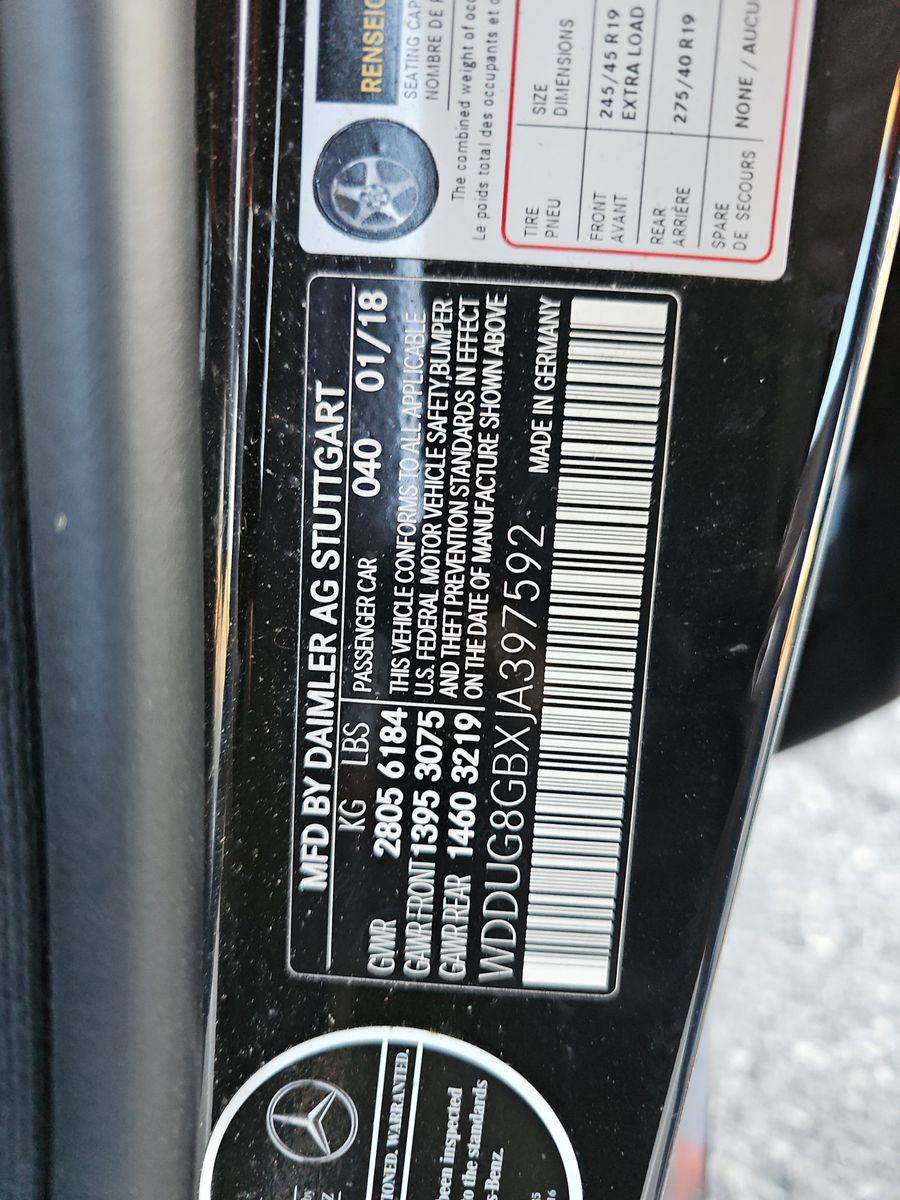 MFD BY DAIMLER AG STUTTGART
KG LBS PASSENGER CAR 040 01/18
GVWR 2805 6184 THIS VEHICLE CONFORMS TO ALL APPLICABLE
GAWR FRONT 1395 3075 U.S. FEDERAL MOTOR VEHICLE SAFETY,BUMPER
GAWR REAR 1460 3219 AND THEFT PREVENTION STANDARDS IN EFFECT
ON THE DATE OF MANUFACTURE SHOWN ABOVE
WDDUG8GBXJA397592 MADE IN GERMANY
RENSEIG
SEATING CAP
NOMBRE DE P
The combined weight of occ
Le poids total des occupants et c
TIRE SIZE
PNEU DIMENSIONS
FRONT 245/45 R19
AVANT EXTRA LOAD
REAR 275/40 R19
ARRIÈRE
SPARE NONE / AUCU
DE SECOURS
TIONED. WARRANTED.
been inspected
to the standards
s-Benz.